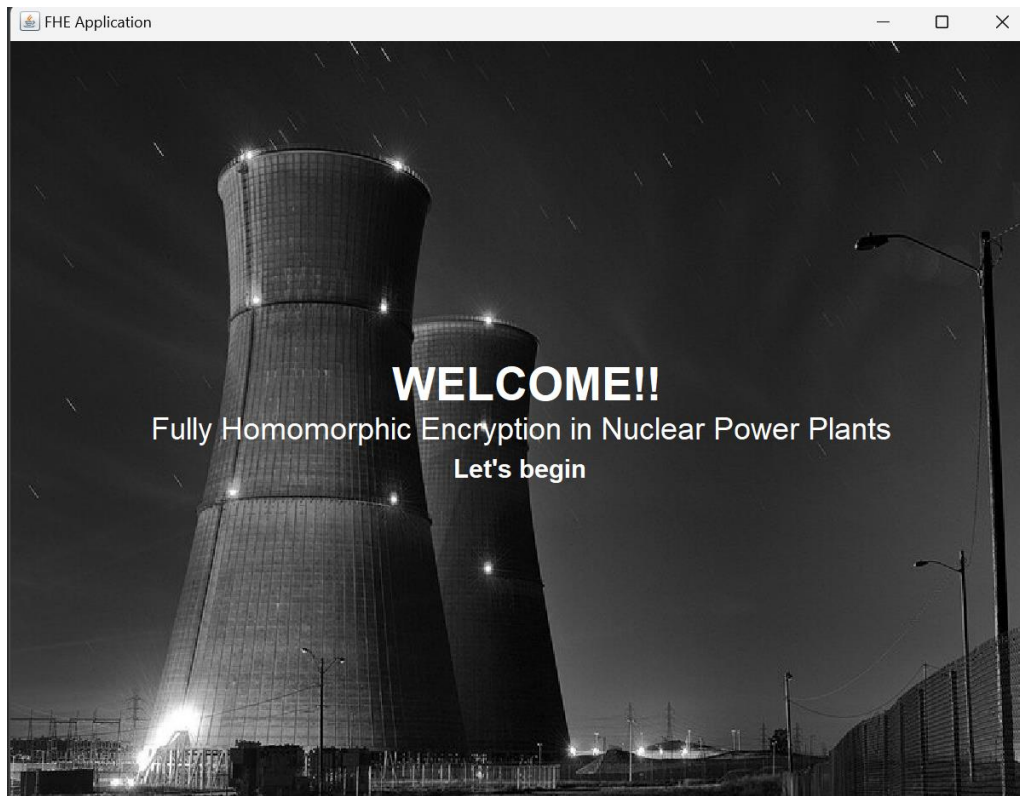 FHE Application
WELCOME!!
Fully Homomorphic Encryption in Nuclear Power Plants
Let's begin